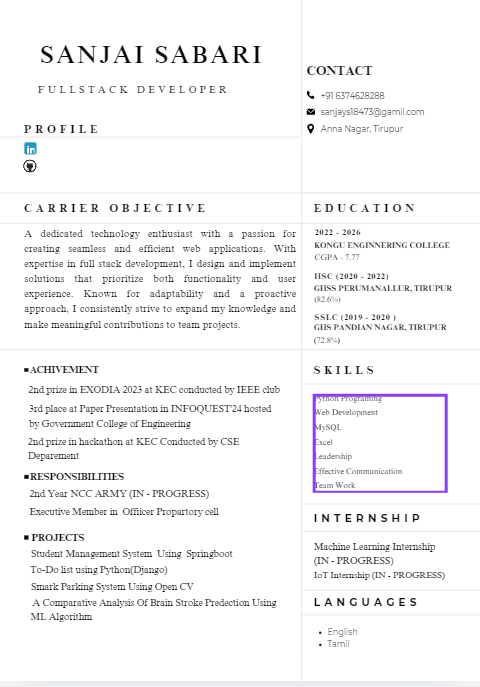 SANJAI SABARI
FULLSTACK DEVELOPER
PROFILE
in
CONTACT
+91 6374628288
sanjays18473@gamil.com
Anna Nagar, Tirupur
CARRIER OBJECTIVE
A dedicated technology enthusiast with a passion for
creating seamless and efficient web applications. With
expertise in full stack development, I design and implement
solutions that prioritize both functionality and user
experience. Known for adaptability and a proactive
approach, I consistently strive to expand my knowledge and
make meaningful contributions to team projects.
ACHIVEMENT
2nd prize in EXODIA 2023 at KEC conducted by IEEE club
3rd place at Paper Presentation in INFOQUEST'24 hosted
by Government College of Engineering
2nd prize in hackathon at KEC Conducted by CSE
Deparement
RESPONSIBILITIES
2nd Year NCC ARMY (IN - PROGRESS)
Executive Member in Offiicer Propartory cell
PROJECTS
Student Management System Using Springboot
To-Do list using Python(Django)
Smark Parking System Using Open CV
A Comparative Analysis Of Brain Stroke Predection Using
ML Algorithm
EDUCATION
2022 - 2026
KONGU ENGINNERING COLLEGE
CGPA - 7.77
HSC (2020 - 2022)
GHSS PERUMANALLUR, TIRUPUR
(82.6%)
SSLC (2019 - 2020 )
GHS PANDIAN NAGAR, TIRUPUR
(72.8%)
SKILLS
Python Programing
Web Development
MySQL
Excel
Leadership
Effective Communication
Team Work
INTERNSHIP
Machine Learning Internship
(IN - PROGRESS)
IoT Internship (IN - PROGRESS)
LANGUAGES
English
Tamil